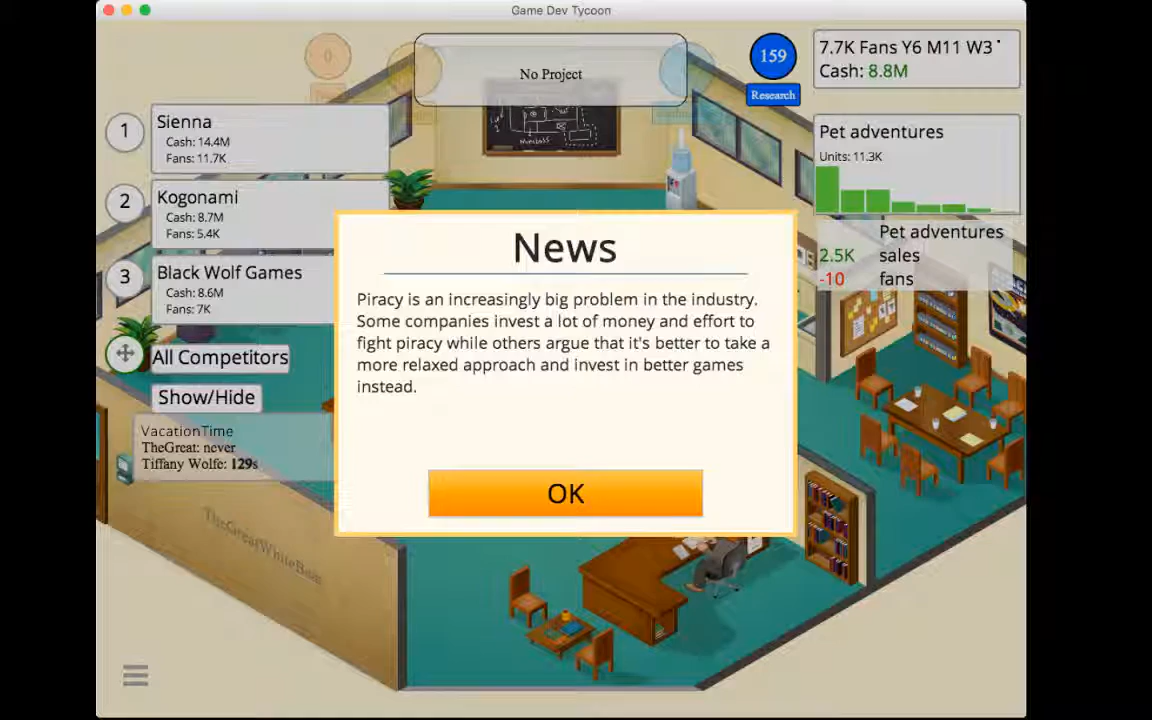 Game Dev Tycoon
0
No Project
159
Research
7.7K Fans Y6 M11 W3
Cash: 8.8M
1
Sienna
Cash: 14.4M
Fans: 11.7K
2
Kogonami
Cash: 8.7M
Fans: 5.4K
3
Black Wolf Games
Cash: 8.6M
Fans: 7K
All Competitors
Show/Hide
VacationTime
TheGreat: never
Tiffany Wolfe: 129s
Pet adventures
Units: 11.3K
2.5K Pet adventures
sales
-10 fans
News
Piracy is an increasingly big problem in the industry.
Some companies invest a lot of money and effort to
fight piracy while others argue that it's better to take a
more relaxed approach and invest in better games
instead.
OK